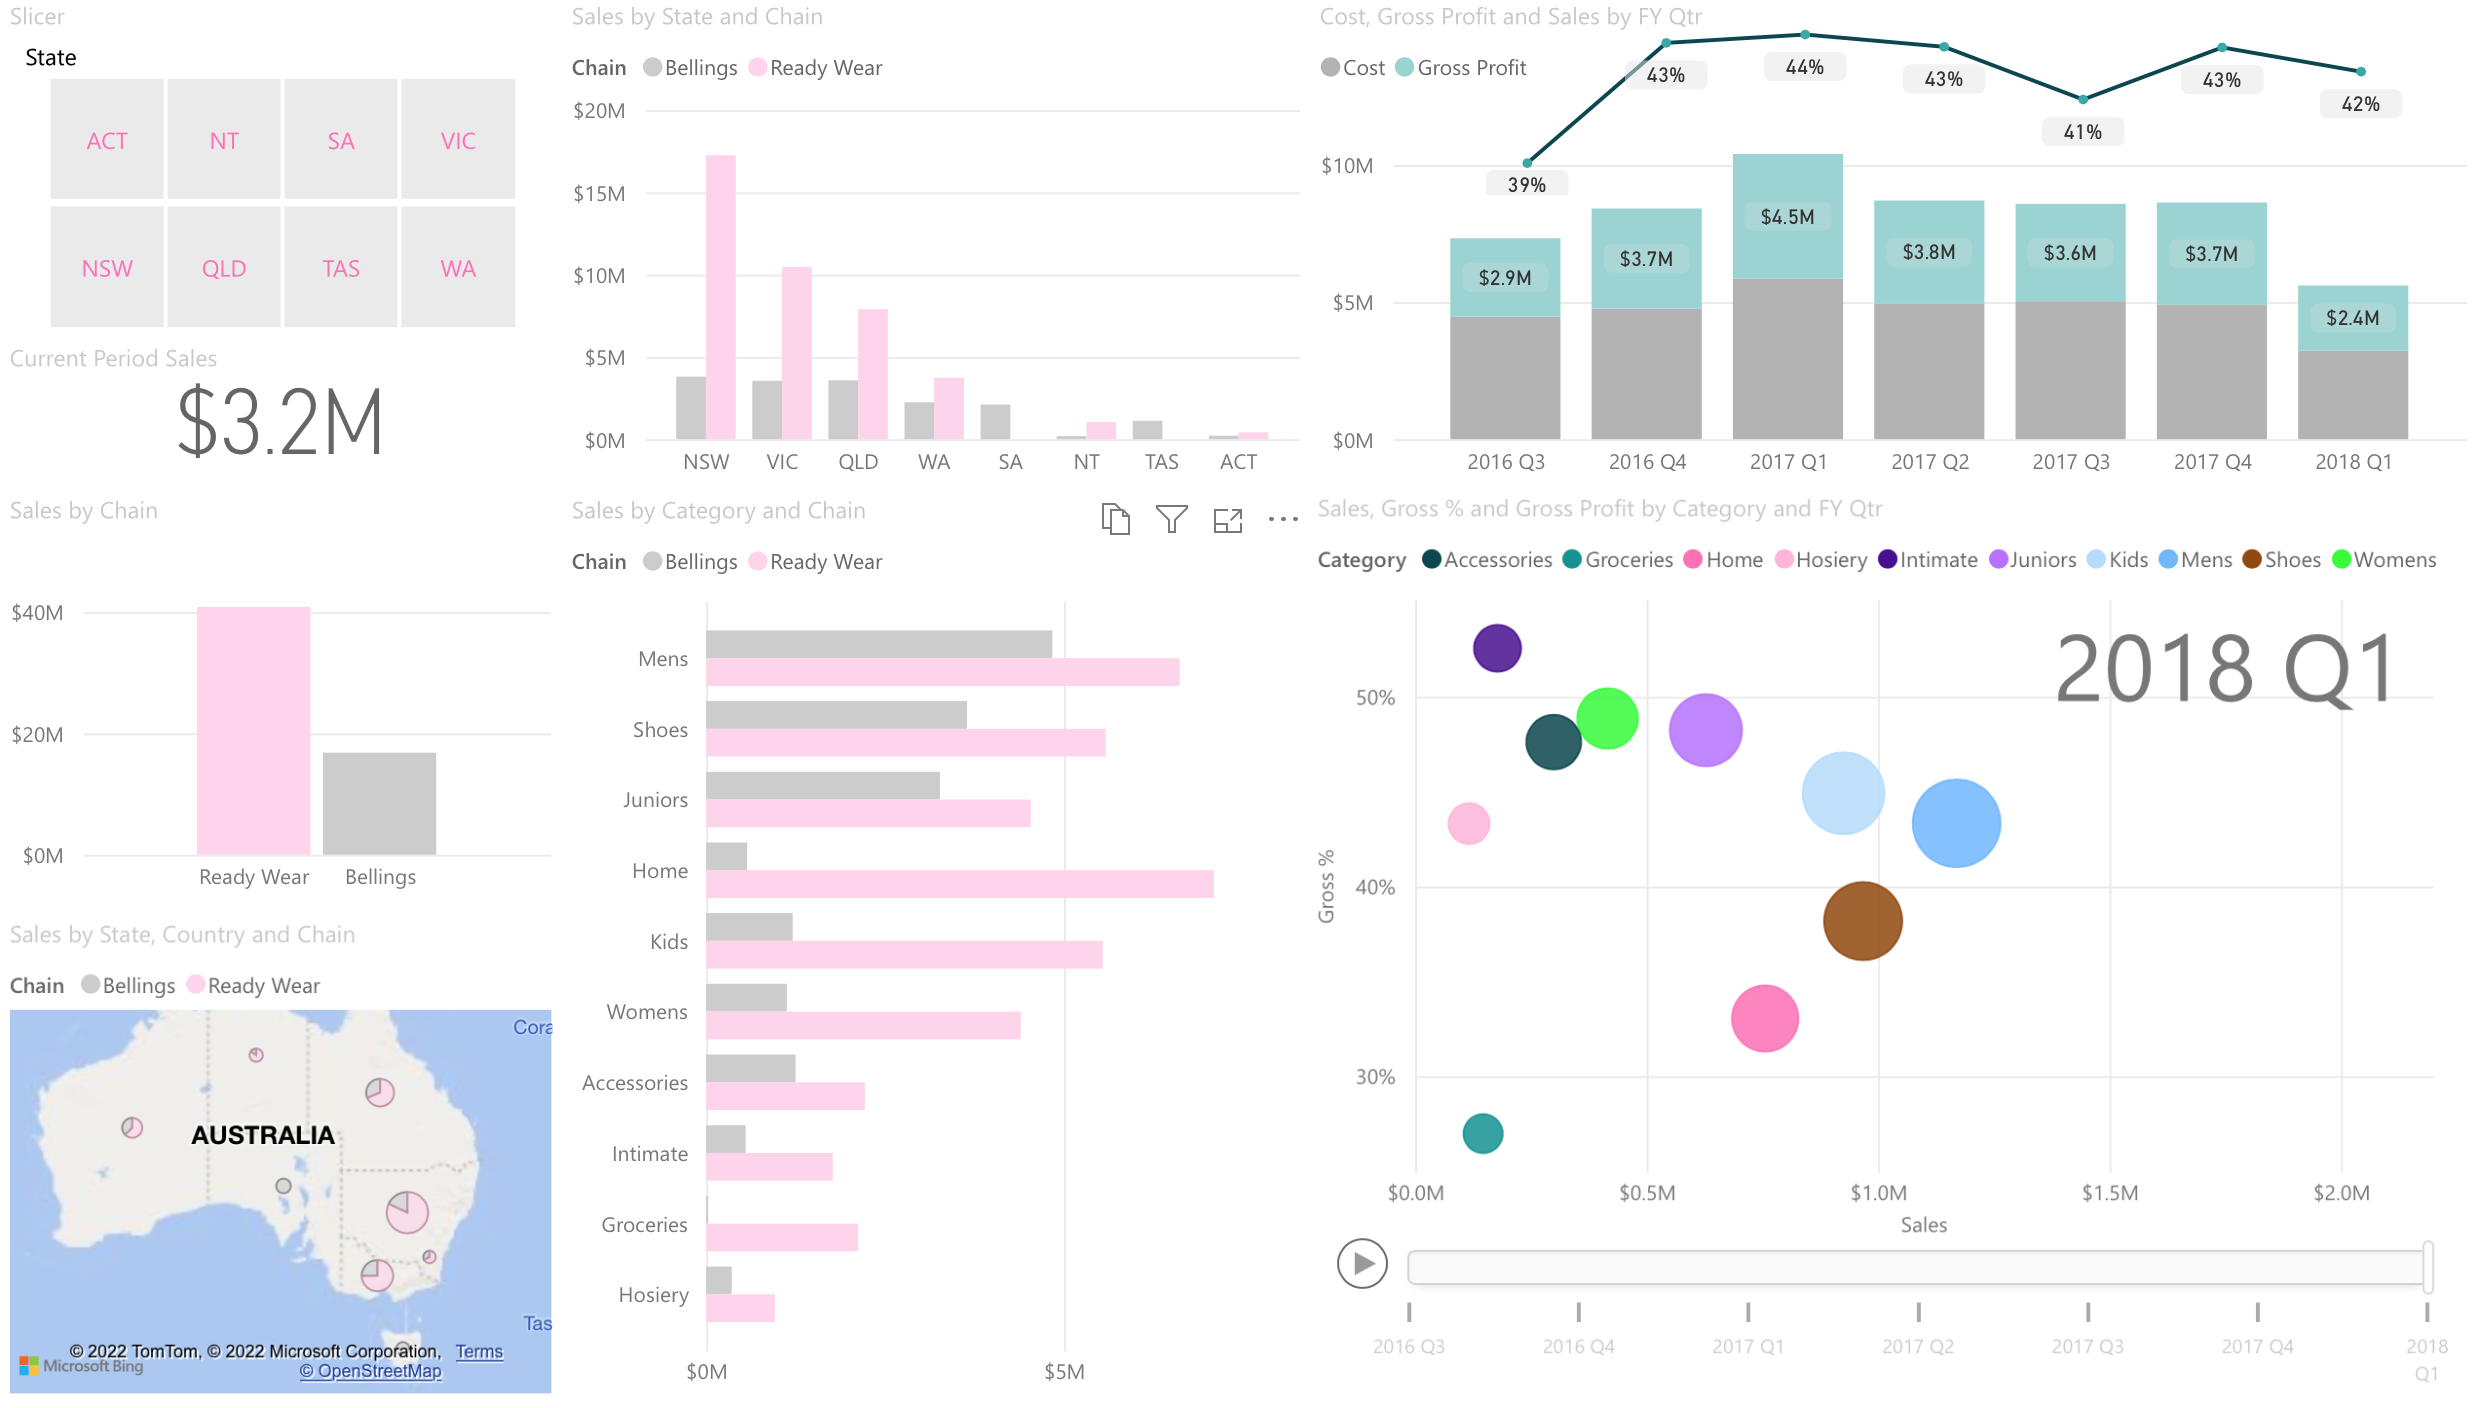 Slicer
State
ACT NT SA VIC
NSW QLD TAS WA
Current Period Sales
$3.2M
Sales by State and Chain
Chain Bellings Ready Wear
$20M
$15M
$10M
$5M
$0M
NSW VIC QLD WA SA NT TAS ACT
Cost, Gross Profit and Sales by FY Qtr
Cost Gross Profit
39% 43% 44% 43% 41% 43% 42%
$10M
$5M
$0M
$2.9M $3.7M $4.5M $3.8M $3.6M $3.7M $2.4M
2016 Q3 2016 Q4 2017 Q1 2017 Q2 2017 Q3 2017 Q4 2018 Q1
Sales by Chain
$40M
$20M
$0M
Ready Wear Bellings
Sales by State, Country and Chain
Chain Bellings Ready Wear
Cora
AUSTRALIA
Tas
© 2022 TomTom, © 2022 Microsoft Corporation, Terms
Microsoft Bing © OpenStreetMap
Sales by Category and Chain
Chain Bellings Ready Wear
Mens
Shoes
Juniors
Home
Kids
Womens
Accessories
Intimate
Groceries
Hosiery
$0M $5M
Sales, Gross % and Gross Profit by Category and FY Qtr
Category Accessories Groceries Home Hosiery Intimate Juniors Kids Mens Shoes Womens
2018 Q1
50%
40%
30%
Gross %
$0.0M $0.5M $1.0M $1.5M $2.0M
Sales
2016 Q3 2016 Q4 2017 Q1 2017 Q2 2017 Q3 2017 Q4 2018
Q1